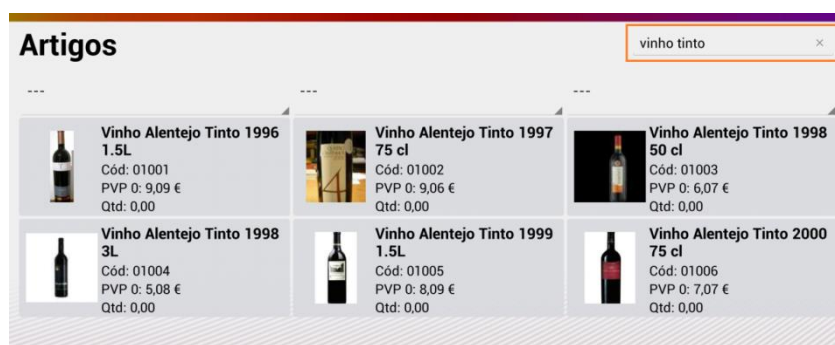 Artigos
vinho tinto ×
--- --- ---
Vinho Alentejo Tinto 1996
1.5L
Cód: 01001
PVP 0: 9,09 €
Qtd: 0,00
Vinho Alentejo Tinto 1997
75 cl
Cód: 01002
PVP 0: 9,06 €
Qtd: 0,00
4
Vinho Alentejo Tinto 1998
50 cl
Cód: 01003
PVP 0: 6,07 €
Qtd: 0,00
Vinho Alentejo Tinto 1998
3L
Cód: 01004
PVP 0: 5,08 €
Qtd: 0,00
Vinho Alentejo Tinto 1999
1.5L
Cód: 01005
PVP 0: 8,09 €
Qtd: 0,00
Vinho Alentejo Tinto 2000
75 cl
Cód: 01006
PVP 0: 7,07 €
Qtd: 0,00